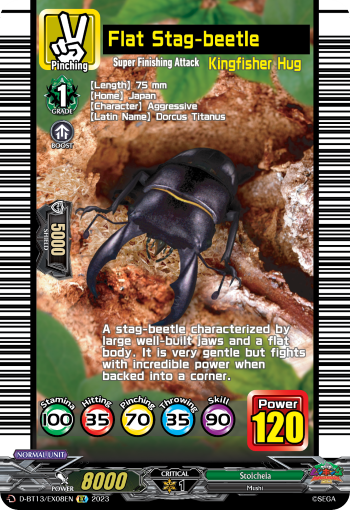 Flat Stag-beetle
Pinching
Super Finishing Attack Kingfisher Hug
1
GRADE
BOOST
[Length] 75 mm
[Home] Japan
[Character] Aggressive
[Latin Name] Dorcus Titanus
5000
SHIELD
A stag-beetle characterized by
large well-built jaws and a flat
body. It is very gentle but fights
with incredible power when
backed into a corner.
Stamina Hitting Pinching Throwing Skill
100 35 70 35 90
Power
120
NORMAL UNIT
POWER 8000
CRITICAL
1
Stoicheia
Mushi
D-BT13/EX08EN EX 2023 ©SEGA